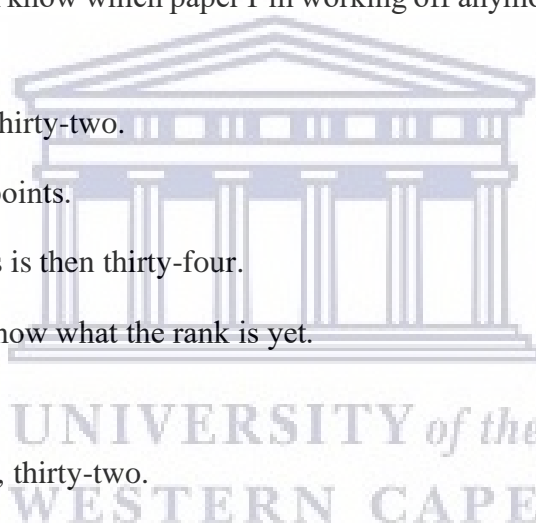 know which paper I'm working off anymo
hirty-two.
points.
s is then thirty-four.
now what the rank is yet.
UNIVERSITY of the
, thirty-two.
WESTERN CAPE